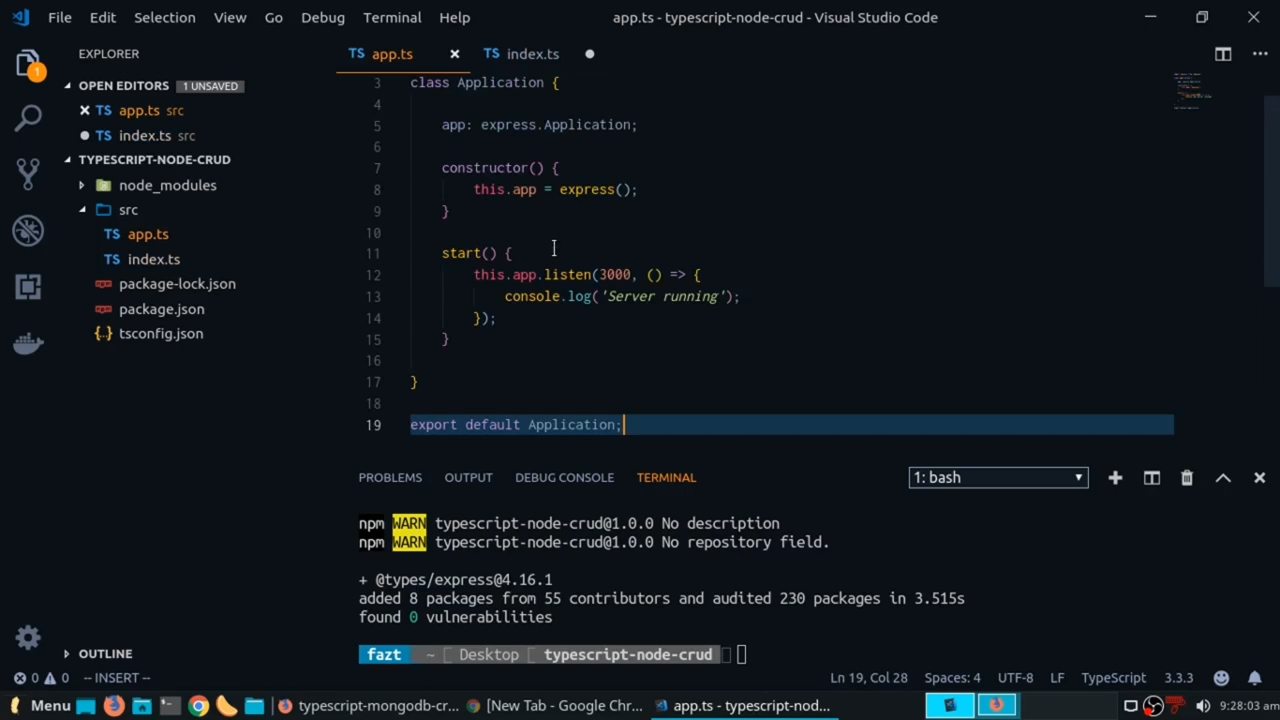 File Edit Selection View Go Debug Terminal Help app.ts - typescript-node-crud - Visual Studio Code
EXPLORER
1
OPEN EDITORS 1 UNSAVED
TS app.ts src
TS index.ts src
TYPESCRIPT-NODE-CRUD
node_modules
src
TS app.ts
TS index.ts
package-lock.json
package.json
{..} tsconfig.json
OUTLINE
TS app.ts TS index.ts
3 class Application {
4
5 app: express.Application;
6
7 constructor() {
8 this.app = express();
9 }
10
11 start() {
12 this.app.listen(3000, () => {
13 console.log('Server running');
14 });
15 }
16
17 }
18
19 export default Application;
PROBLEMS OUTPUT DEBUG CONSOLE TERMINAL 1: bash
npm WARN typescript-node-crud@1.0.0 No description
npm WARN typescript-node-crud@1.0.0 No repository field.
+ @types/express@4.16.1
added 8 packages from 55 contributors and audited 230 packages in 3.515s
found 0 vulnerabilities
fazt ~ [ Desktop [ typescript-node-crud
0 0 -- INSERT -- Ln 19, Col 28 Spaces: 4 UTF-8 LF TypeScript 3.3.3
Menu typescript-mongodb-cr... [New Tab - Google Chr... app.ts - typescript-nod... 9:28:03 am